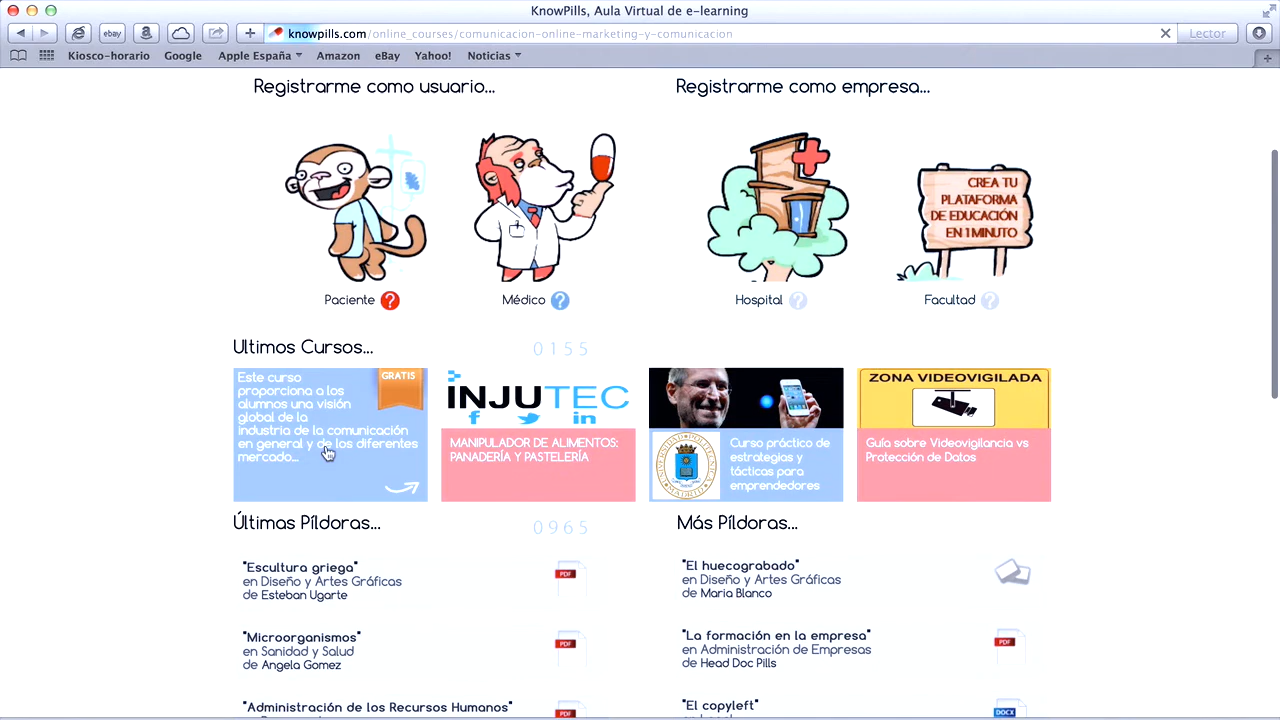 KnowPills, Aula Virtual de e-learning
ebay
knowpills.com/online_courses/comunicacion-online-marketing-y-comunicacion
Lector
Kiosco-horario Google Apple España Amazon eBay Yahoo! Noticias
Registrarme como usuario...
Registrarme como empresa...
CREA TU
PLATAFORMA
DE EDUCACIÓN
EN 1 MINUTO
Paciente ?
Médico ?
Hospital ?
Facultad ?
Ultimos Cursos...
0155
Este curso
proporciona a los
alumnos una visión
global de la
industria de la comunicación
en general y de los diferentes
mercado...
GRATIS
INJUTEC
MANIPULADOR DE ALIMENTOS:
PANADERÍA Y PASTELERÍA
Curso práctico de
estrategias y
tácticas para
emprendedores
ZONA VIDEOVIGILADA
Guía sobre Videovigilancia vs
Protección de Datos
Últimas Píldoras...
0965
"Escultura griega"
en Diseño y Artes Gráficas
de Esteban Ugarte
PDF
"Microorganismos"
en Sanidad y Salud
de Angela Gomez
PDF
"Administración de los Recursos Humanos"
PDF
Más Píldoras...
"El huecograbado"
en Diseño y Artes Gráficas
de Maria Blanco
"La formación en la empresa"
en Administración de Empresas
de Head Doc Pills
PDF
"El copyleft"
DOCX